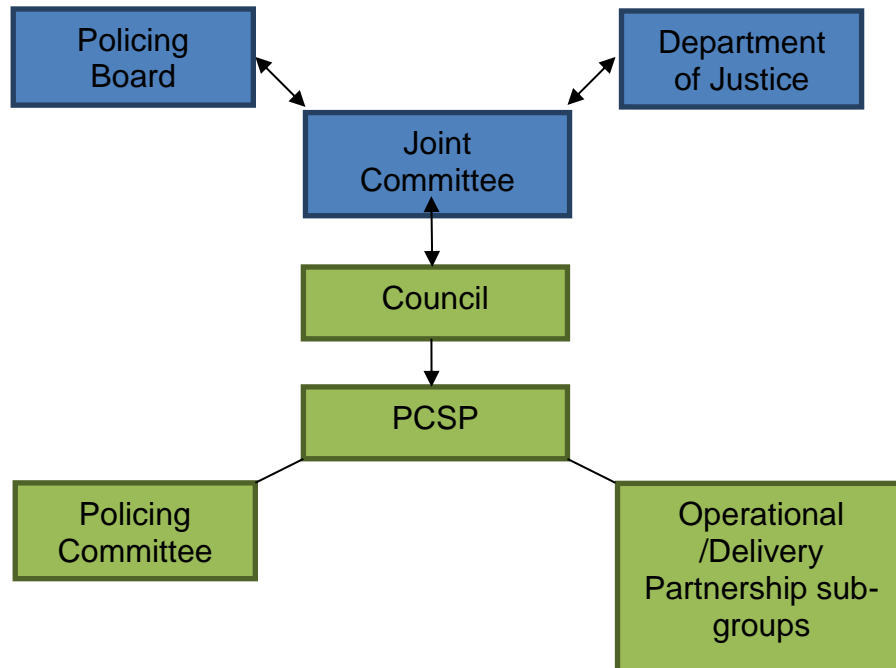 Policing
Board
Department
of Justice
Joint
Committee
Council
PCSP
Policing
Committee
Operational
/Delivery
Partnership sub-
groups